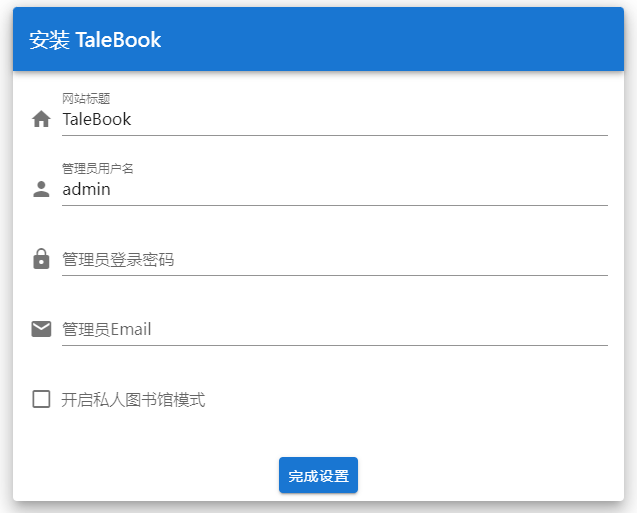 安装 TaleBook
网站标题
TaleBook
管理员用户名
admin
管理员登录密码
管理员Email
开启私人图书馆模式
完成设置